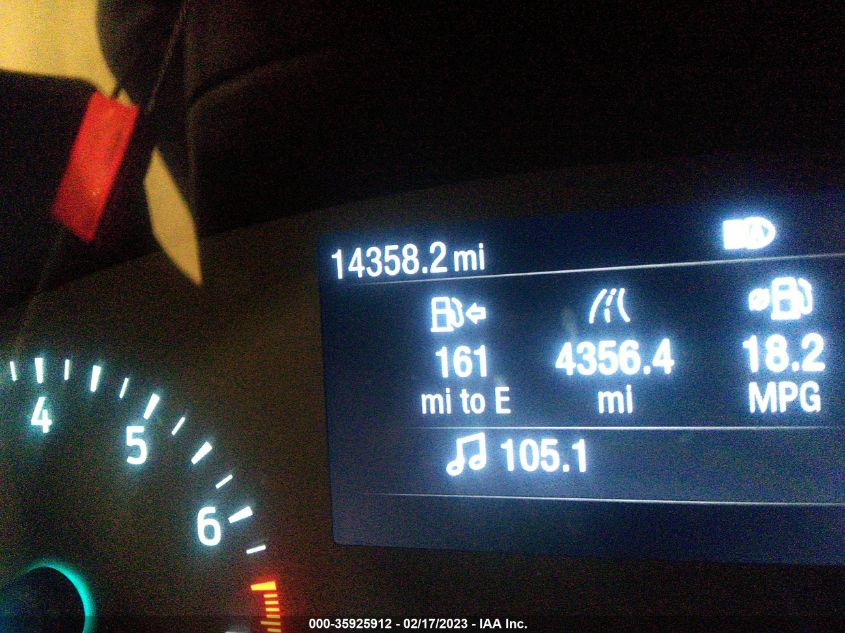 14358.2 mi
161 4356.4 18.2
mi to E mi MPG
105.1
4
5
6
000-35925912 - 02/17/2023 - IAA Inc.